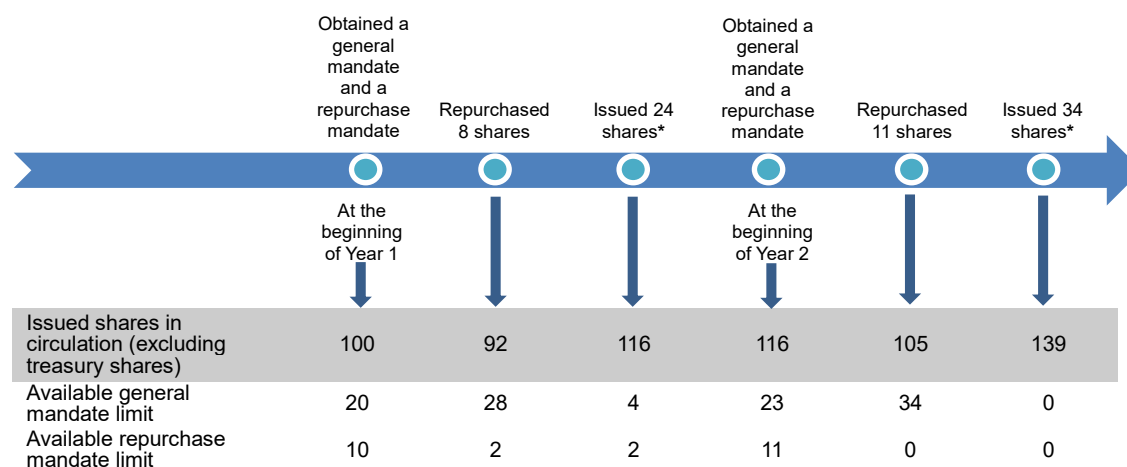 Obtained a
general
mandate
and a
repurchase
mandate
Repurchased
8 shares
Issued 24
shares*
Obtained a
general
mandate
and a
repurchase
mandate
Repurchased
11 shares
Issued 34
shares*
At the
beginning
of Year 1
At the
beginning
of Year 2
Issued shares in
circulation (excluding
treasury shares)
100 92 116 116 105 139
Available general
mandate limit
20 28 4 23 34 0
Available repurchase
mandate limit
10 2 2 11 0 0